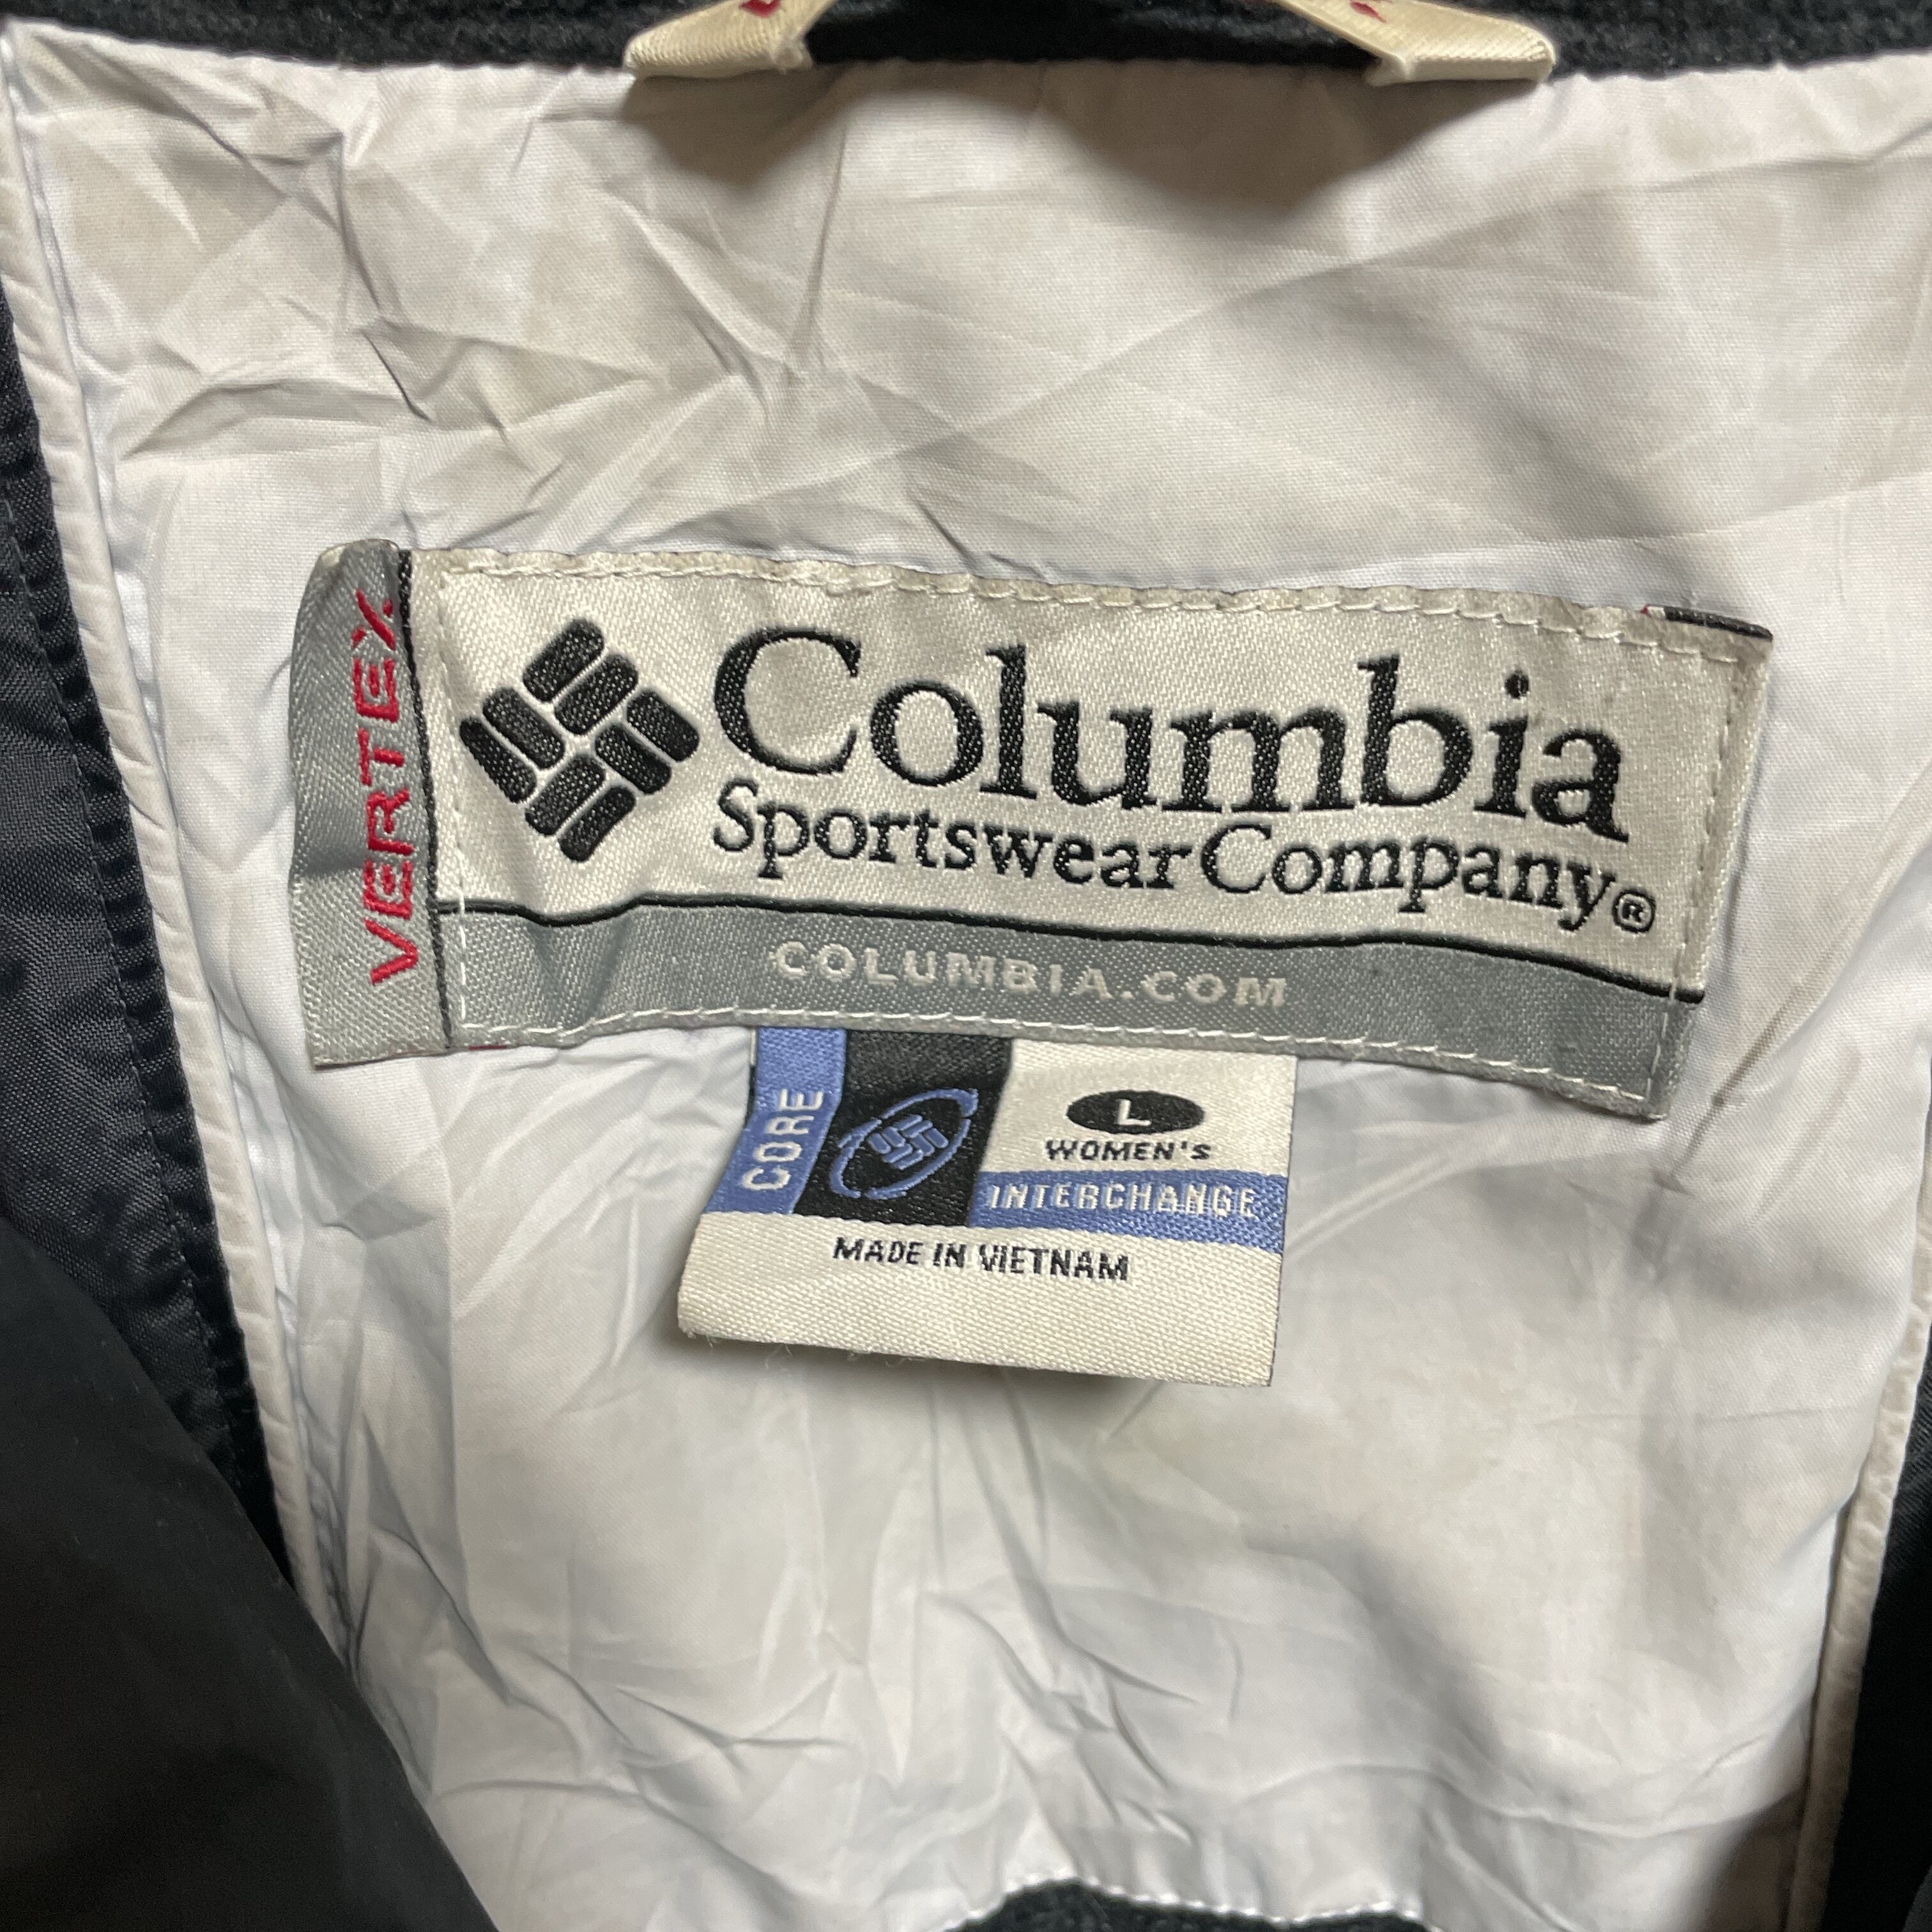 VERTEX
Columbia
Sportswear Company®
COLUMBIA.COM
CORE
L
WOMEN'S
INTERCHANGE
MADE IN VIETNAM